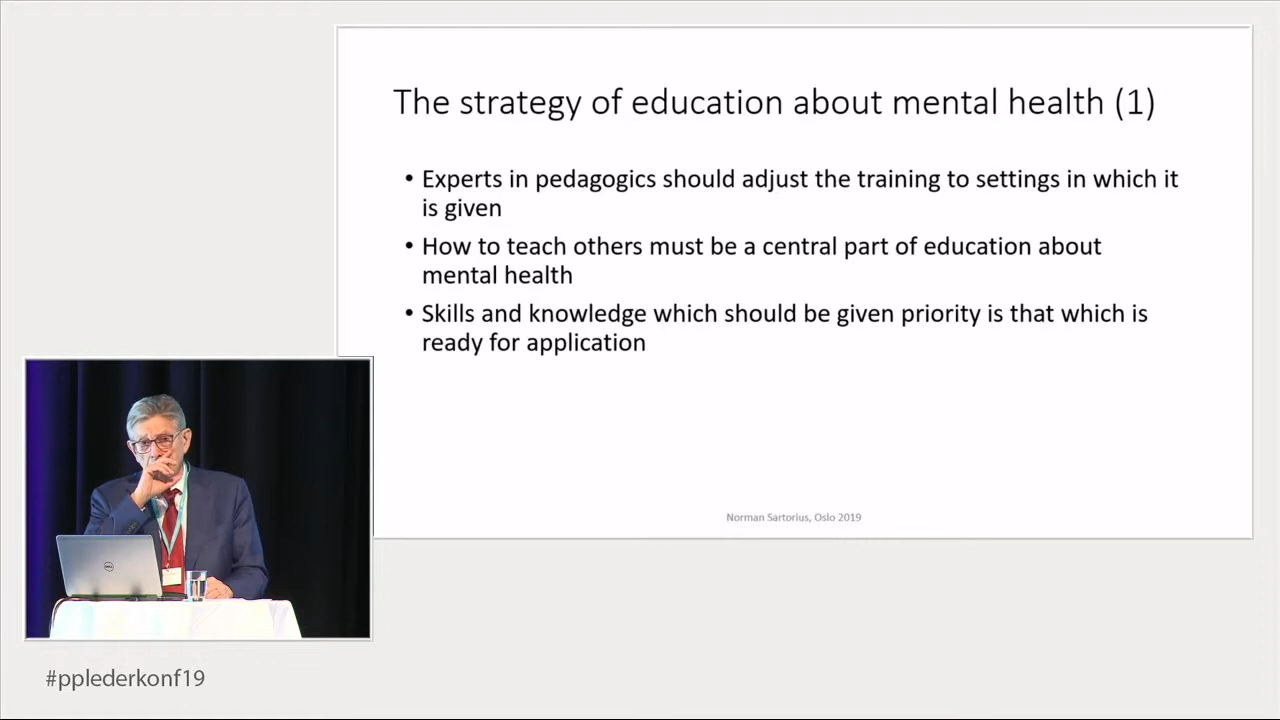 The strategy of education about mental health (1)
• Experts in pedagogics should adjust the training to settings in which it
is given
• How to teach others must be a central part of education about
mental health
• Skills and knowledge which should be given priority is that which is
ready for application
Norman Sartorius, Oslo 2019
DELL
#pplederkonf19